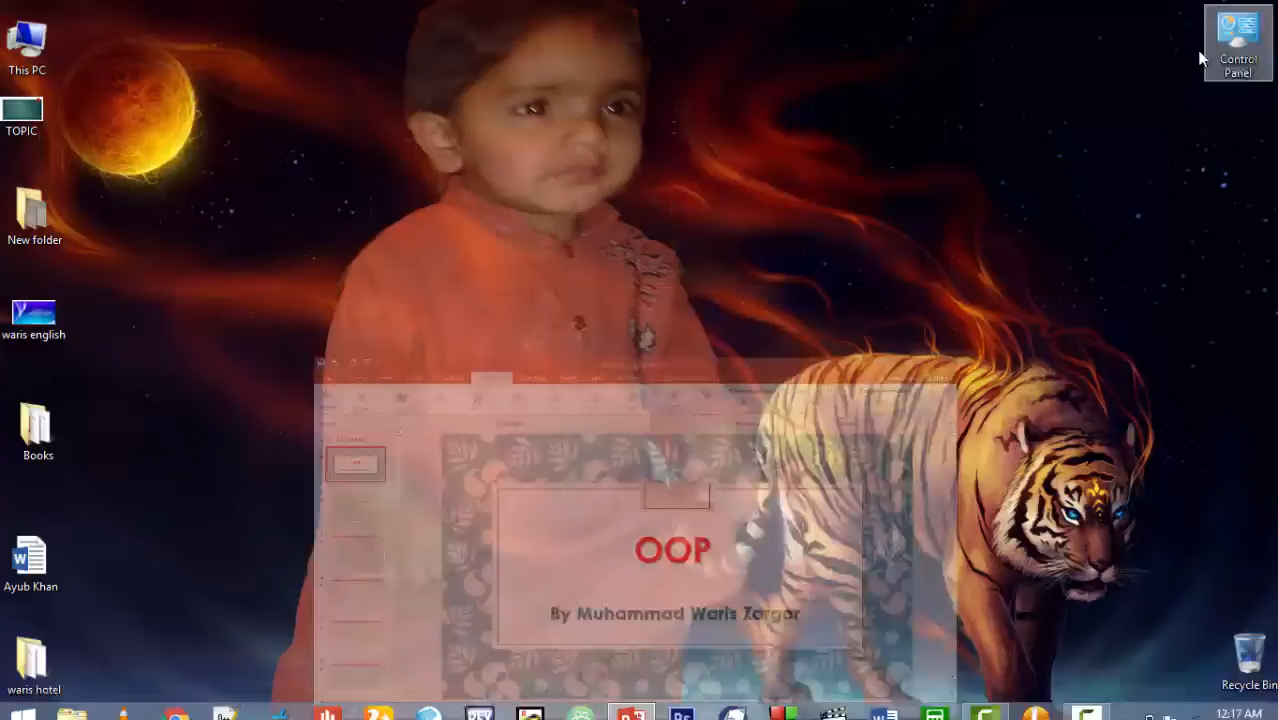 This PC
TOPIC
New folder
waris english
Books
Ayub Khan
waris hotel
Control
Panel
OOP
By Muhammad Waris Zargar
Recycle Bin
12:17 AM